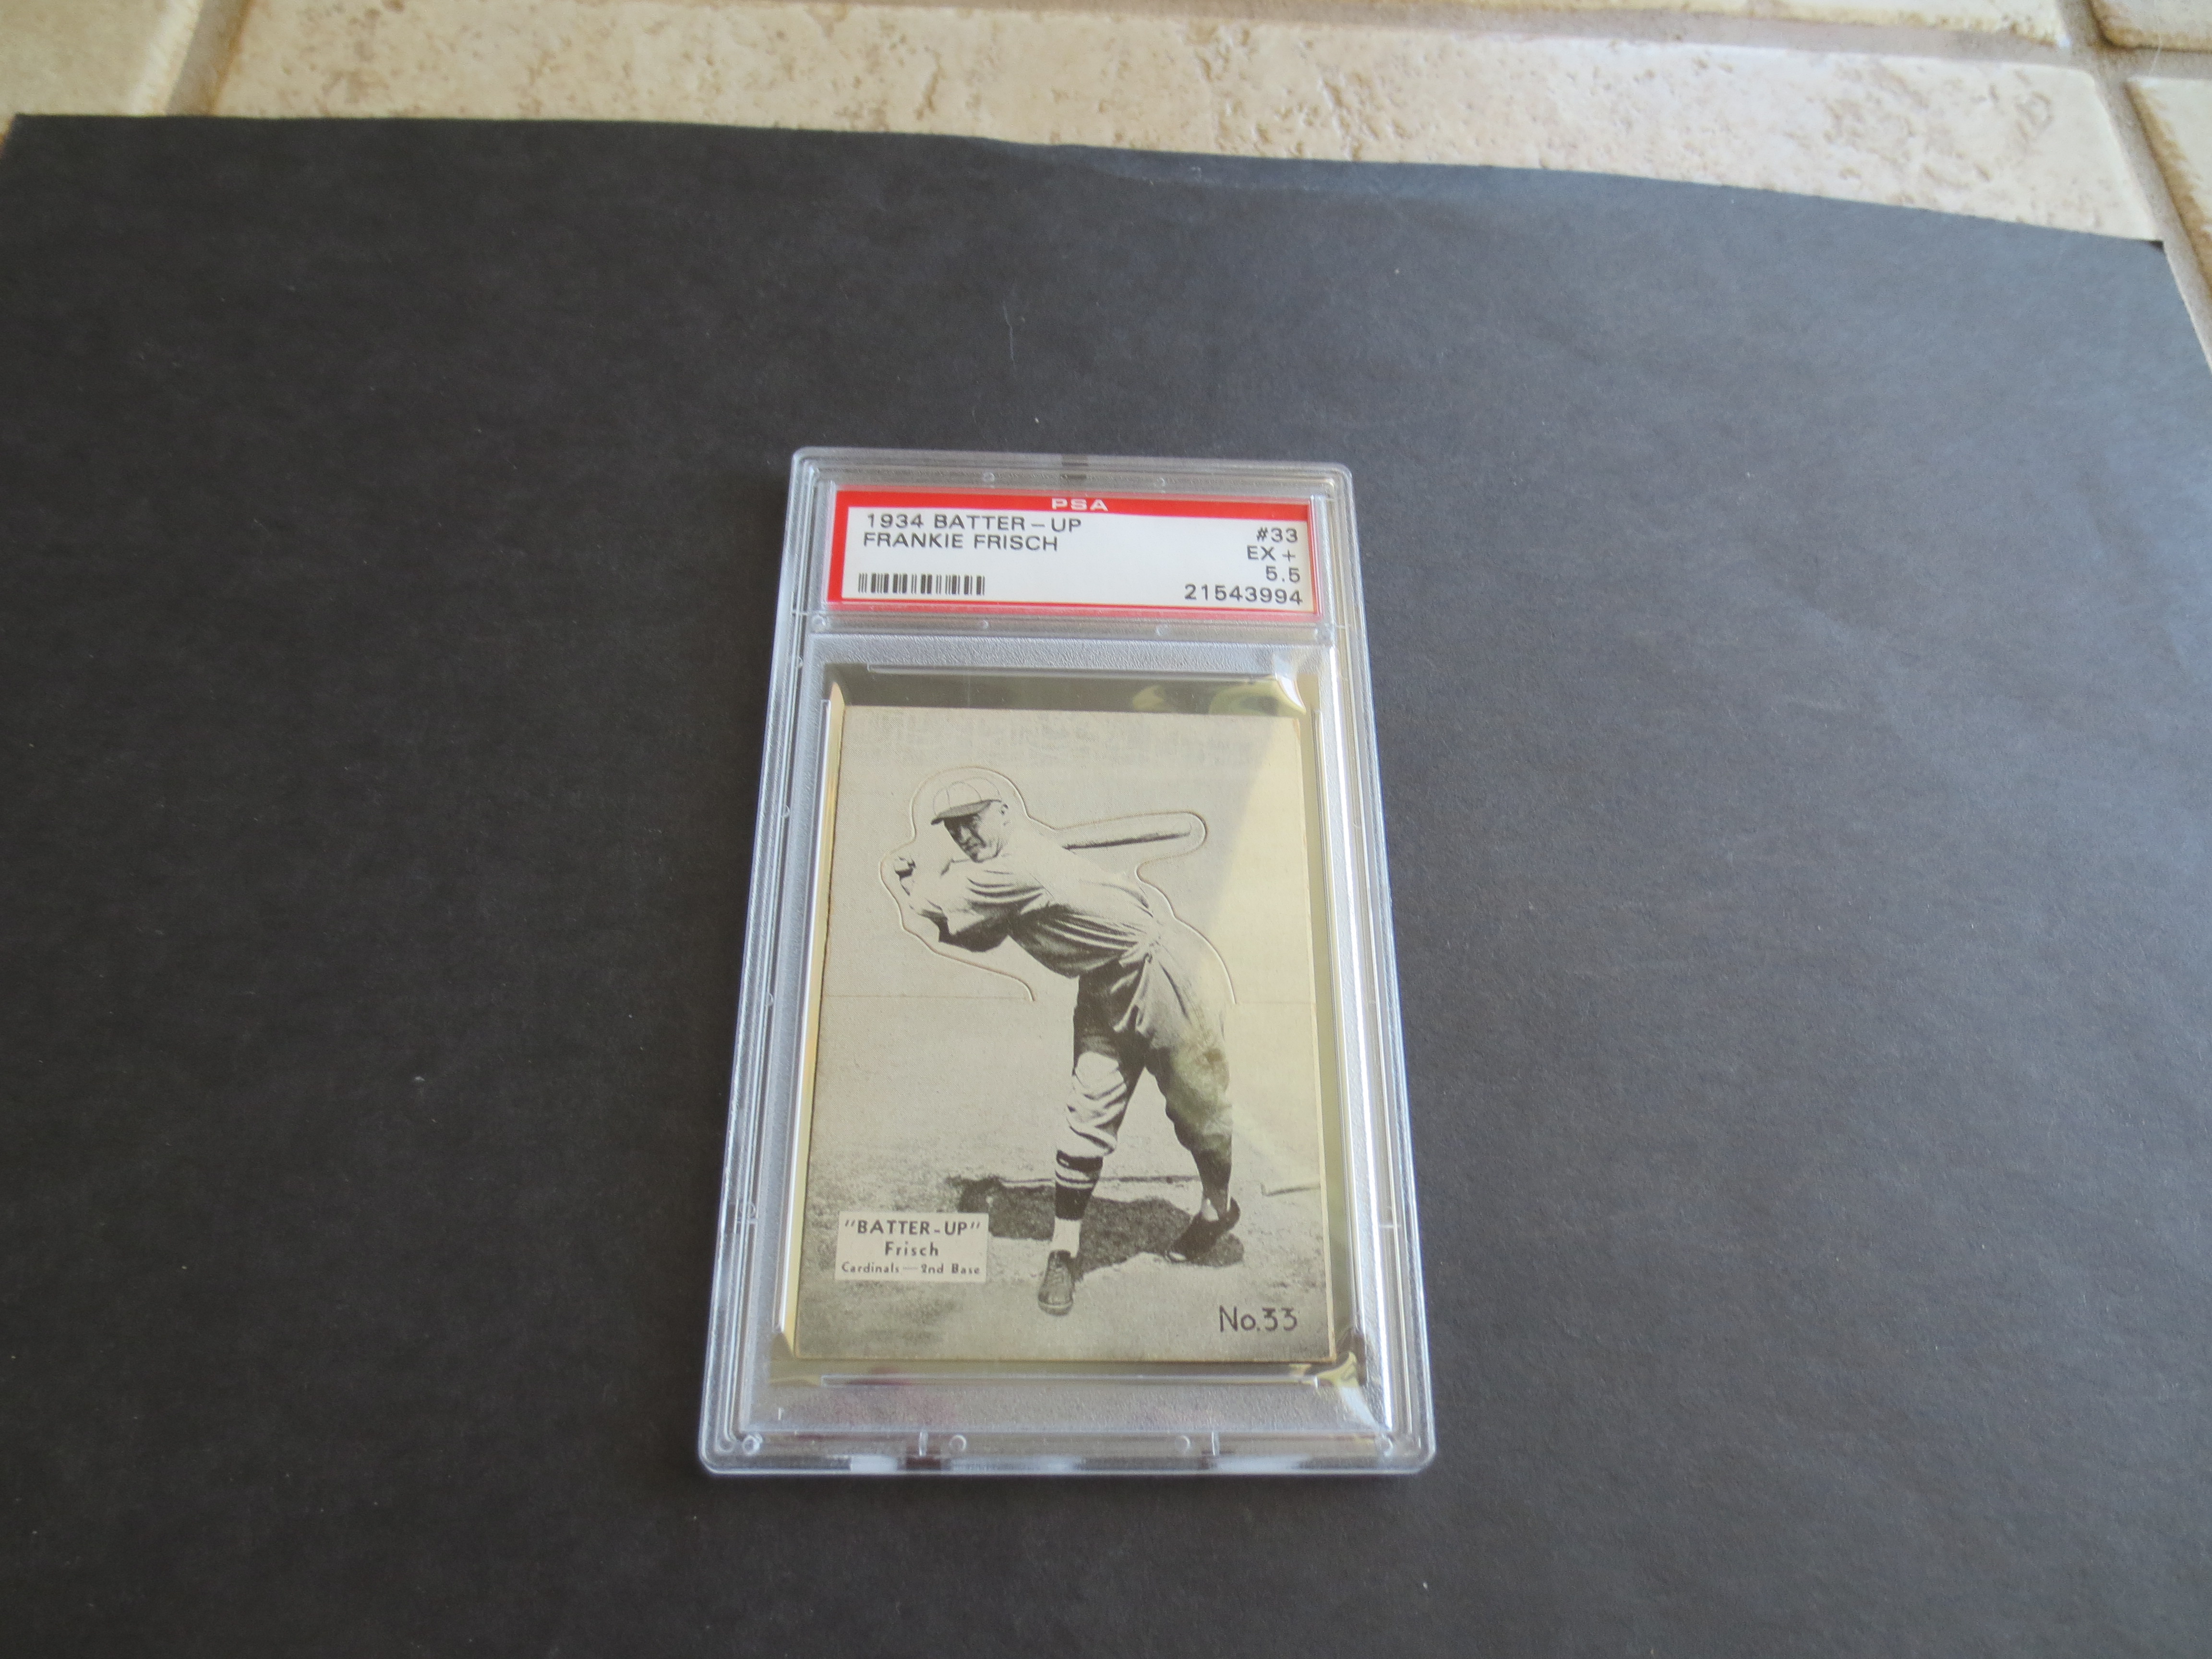 PSA
1934 BATTER-UP #33
FRANKIE FRISCH EX+
5.5
21543994
"BATTER-UP"
Frisch
Cardinals — 2nd Base
No.33